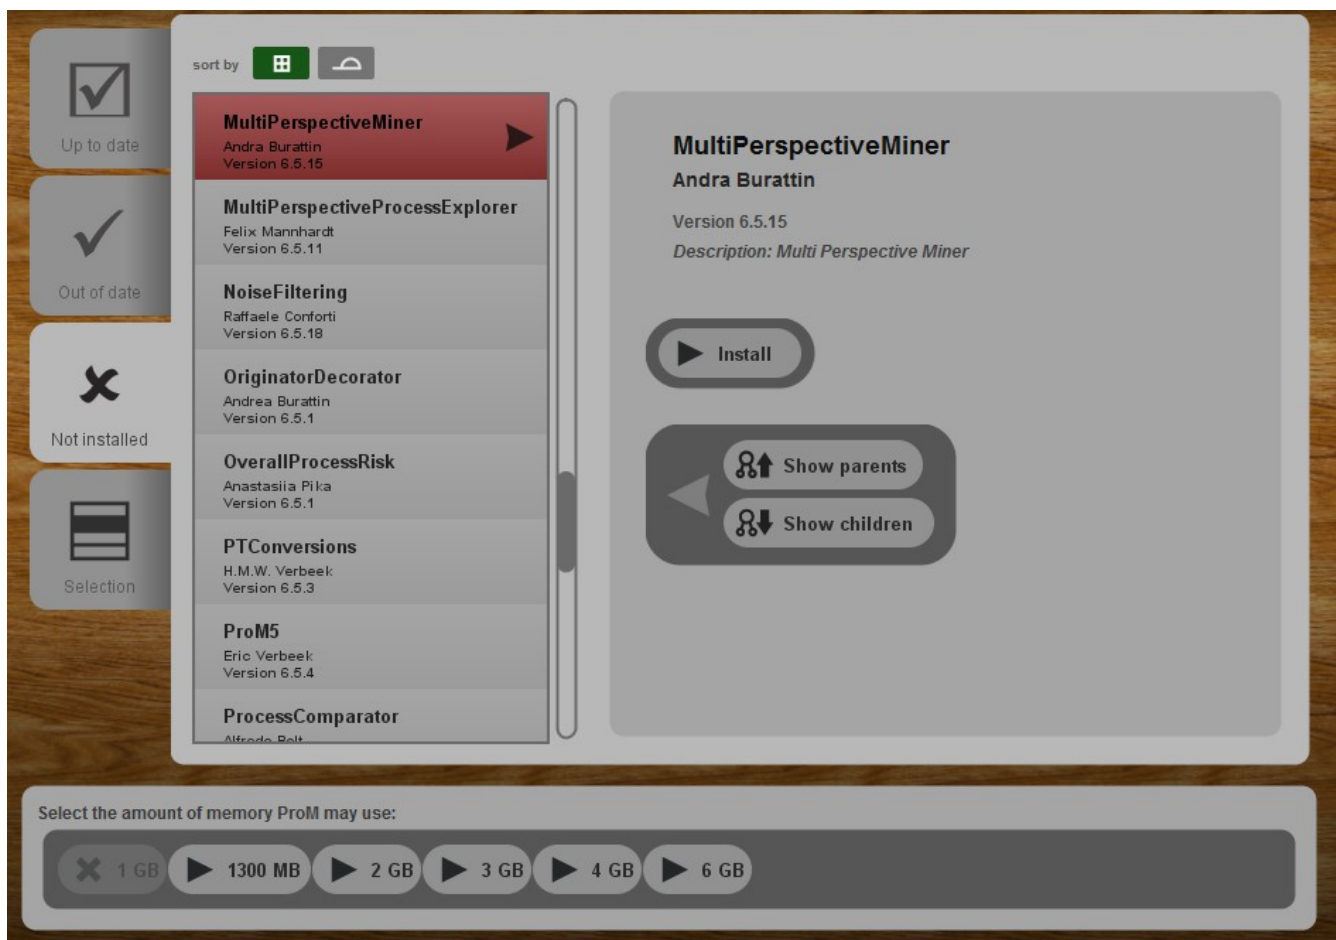 sort by
Up to date
Out of date
Not installed
Selection
MultiPerspectiveMiner
Andra Burattin
Version 6.5.15
MultiPerspectiveProcessExplorer
Felix Mannhardt
Version 6.5.11
NoiseFiltering
Raffaele Conforti
Version 6.5.18
OriginatorDecorator
Andrea Burattin
Version 6.5.1
OverallProcessRisk
Anastasiia Pika
Version 6.5.1
PTConversions
H.M.W. Verbeek
Version 6.5.3
ProM5
Eric Verbeek
Version 6.5.4
ProcessComparator
MultiPerspectiveMiner
Andra Burattin
Version 6.5.15
Description: Multi Perspective Miner
Install
Show parents
Show children
Select the amount of memory ProM may use:
1 GB 1300 MB 2 GB 3 GB 4 GB 6 GB